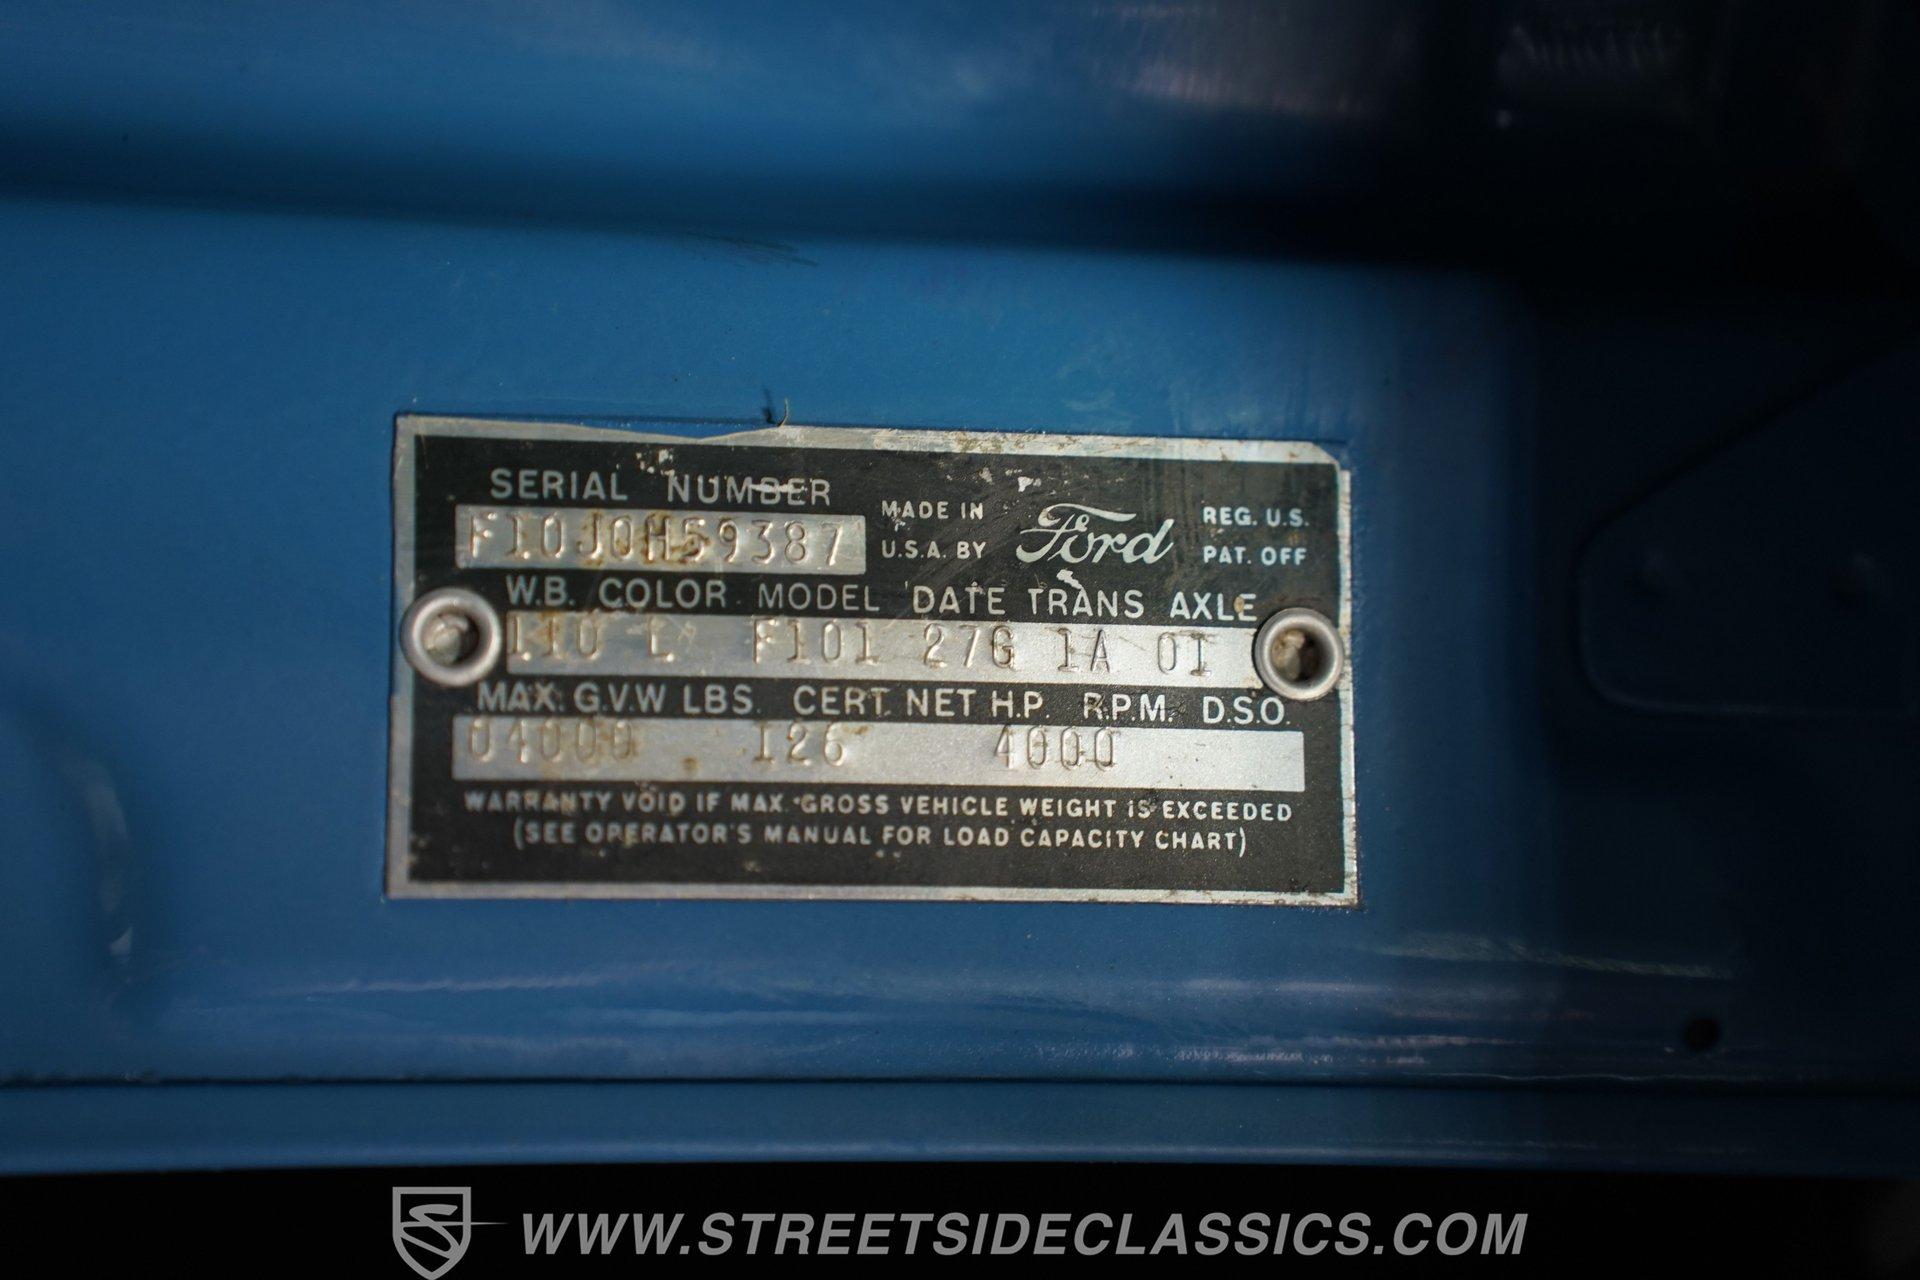 SERIAL NUMBER
F10J0H59387
MADE IN
U.S.A. BY
Ford
REG. U.S.
PAT. OFF
W.B. COLOR MODEL DATE TRANS AXLE
110 L F101 27G 1A 01
MAX. G.V.W LBS. CERT. NET H.P. R.P.M. D.S.O.
04000 126 4000
WARRANTY VOID IF MAX. GROSS VEHICLE WEIGHT IS EXCEEDED
(SEE OPERATOR'S MANUAL FOR LOAD CAPACITY CHART)
WWW.STREETSIDECLASSICS.COM